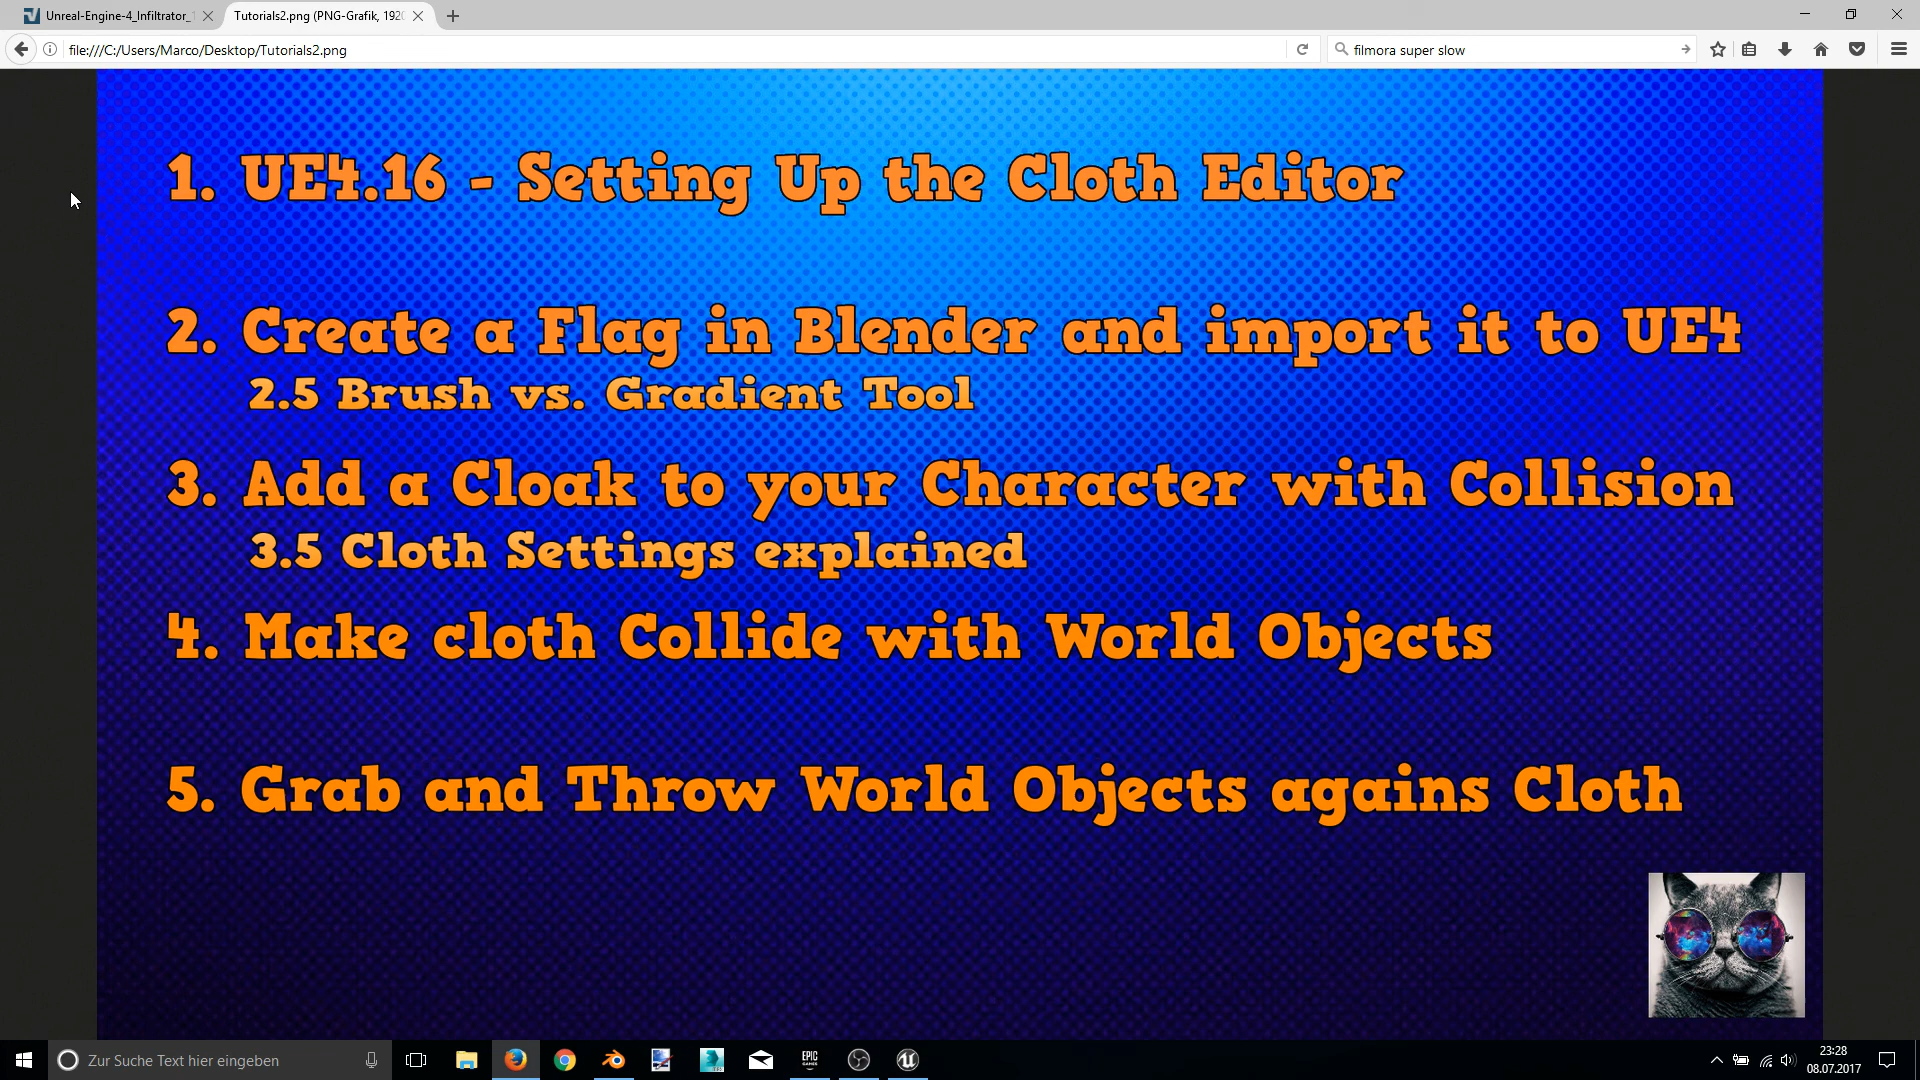 Unreal-Engine-4_Infiltrator_
Tutorials2.png (PNG-Grafik, 192
file:///C:/Users/Marco/Desktop/Tutorials2.png
filmora super slow
1. UE4.16 - Setting Up the Cloth Editor
2. Create a Flag in Blender and import it to UE4
2.5 Brush vs. Gradient Tool
3. Add a Cloak to your Character with Collision
3.5 Cloth Settings explained
4. Make cloth Collide with World Objects
5. Grab and Throw World Objects agains Cloth
Zur Suche Text hier eingeben
EPIC
GAMES
23:28
08.07.2017